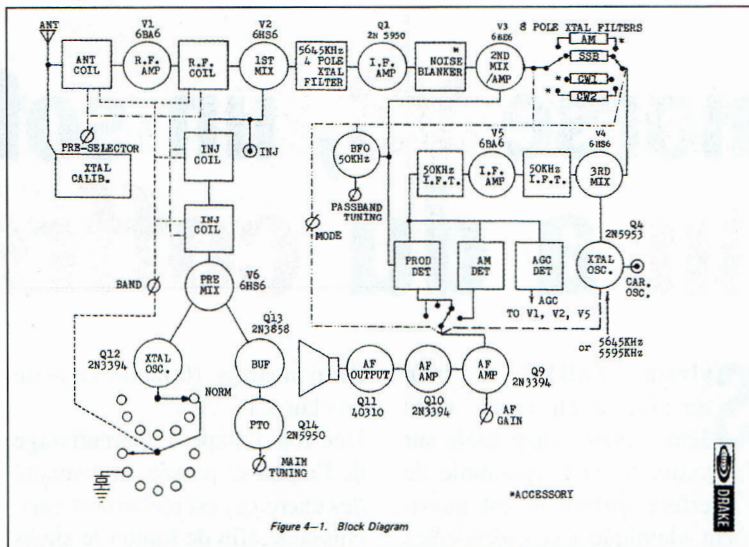 ANT
V1
6BA6
V2
6HS6
Q1
2N 5950
V3
6BE6
8 POLE XTAL FILTERS
ANT
COIL
R.F.
AMP
R.F.
COIL
1ST
MIX
5645KHz
4 POLE
XTAL
FILTER
I.F.
AMP
*
NOISE
BLANKER
2ND
MIX
/AMP
AM
*
SSB
*
CW1
*
*
CW2
PRE-SELECTOR
XTAL
CALIB.
INJ
COIL
INJ
BFO
50KHz
PASSBAND
TUNING
V5
6BA6
50KHz
I.F.T.
I.F.
AMP
50KHz
I.F.T.
V4
6HS6
3RD
MIX
INJ
COIL
MODE
PROD
DET
AM
DET
AGC
DET
Q4
2N5953
XTAL
OSC.
CAR.
OSC.
BAND
PRE
MIX
V6
6HS6
AGC
TO V1, V2, V5
or
5645KHz
5595KHz
Q13
2N3858
Q12
2N3394
XTAL
OSC.
BUF
AF
OUTPUT
AF
AMP
AF
AMP
Q9
2N3394
NORM
Q11
40310
Q10
2N3394
PTO
Q14
2N5950
AF
GAIN
MAIM
TUNING
*ACCESSORY
DRAKE
Figure 4-1. Block Diagram